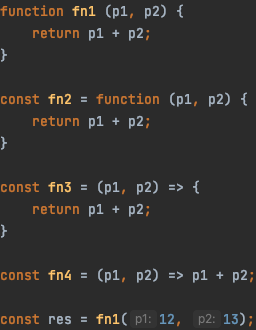 function fn1 (p1, p2) {
    return p1 + p2;
}

const fn2 = function (p1, p2) {
    return p1 + p2;
}

const fn3 = (p1, p2) => {
    return p1 + p2;
}

const fn4 = (p1, p2) => p1 + p2;

const res = fn1( p1: 12, p2: 13);